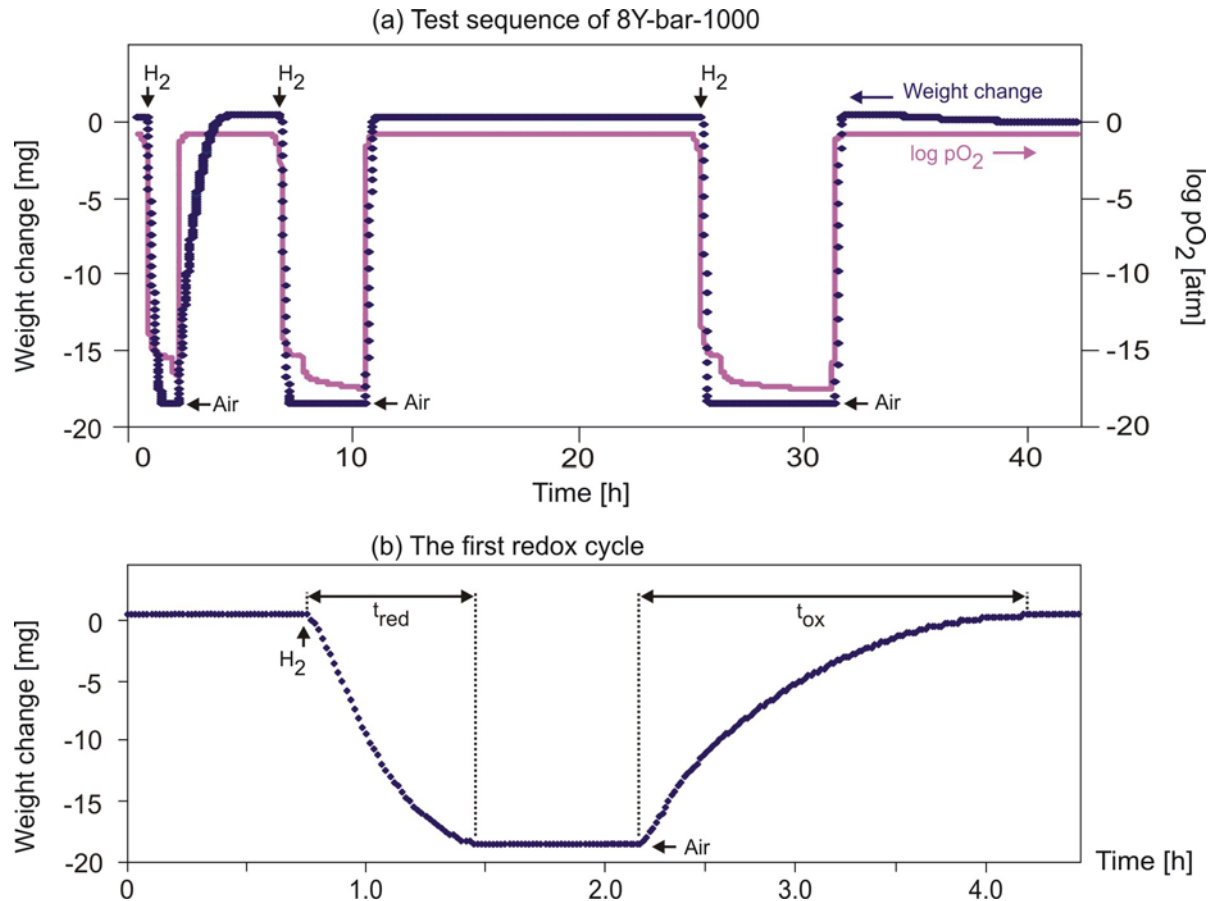 (a) Test sequence of 8Y-bar-1000
H2
H2
H2
Weight change
log pO2
Air
Air
Air
0
-5
-10
-15
-20
Weight change [mg]
0
-5
-10
-15
-20
log pO2 [atm]
0
10
20
30
40
Time [h]
(b) The first redox cycle
tred
tox
H2
Air
0
-5
-10
-15
-20
Weight change [mg]
0
1.0
2.0
3.0
4.0
Time [h]